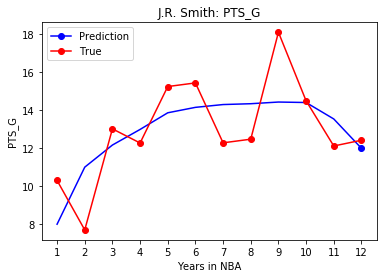 J.R. Smith: PTS_G
Prediction
True
18
16
14
12
10
8
PTS_G
1 2 3 4 5 6 7 8 9 10 11 12
Years in NBA